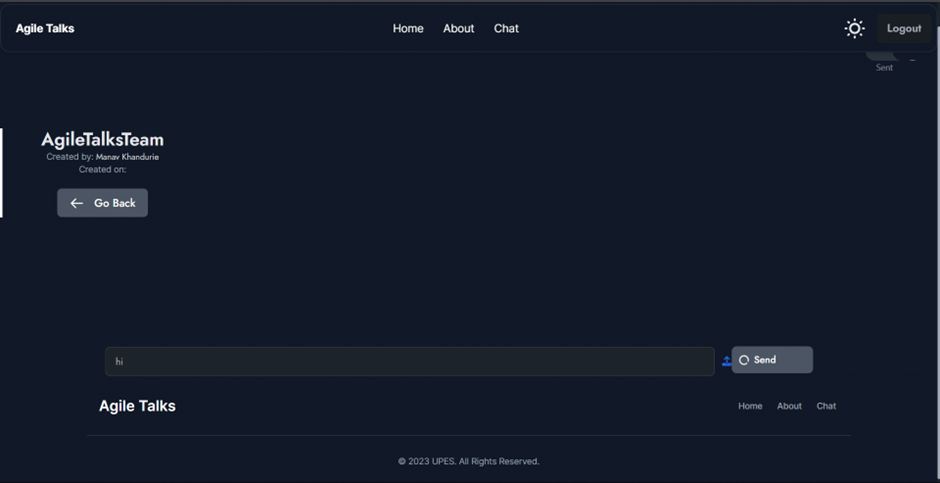 Agile Talks Home About Chat Logout
Sent
AgileTalksTeam
Created by: Manav Khandurie
Created on:
Go Back
hi Send
Agile Talks Home About Chat
© 2023 UPES. All Rights Reserved.